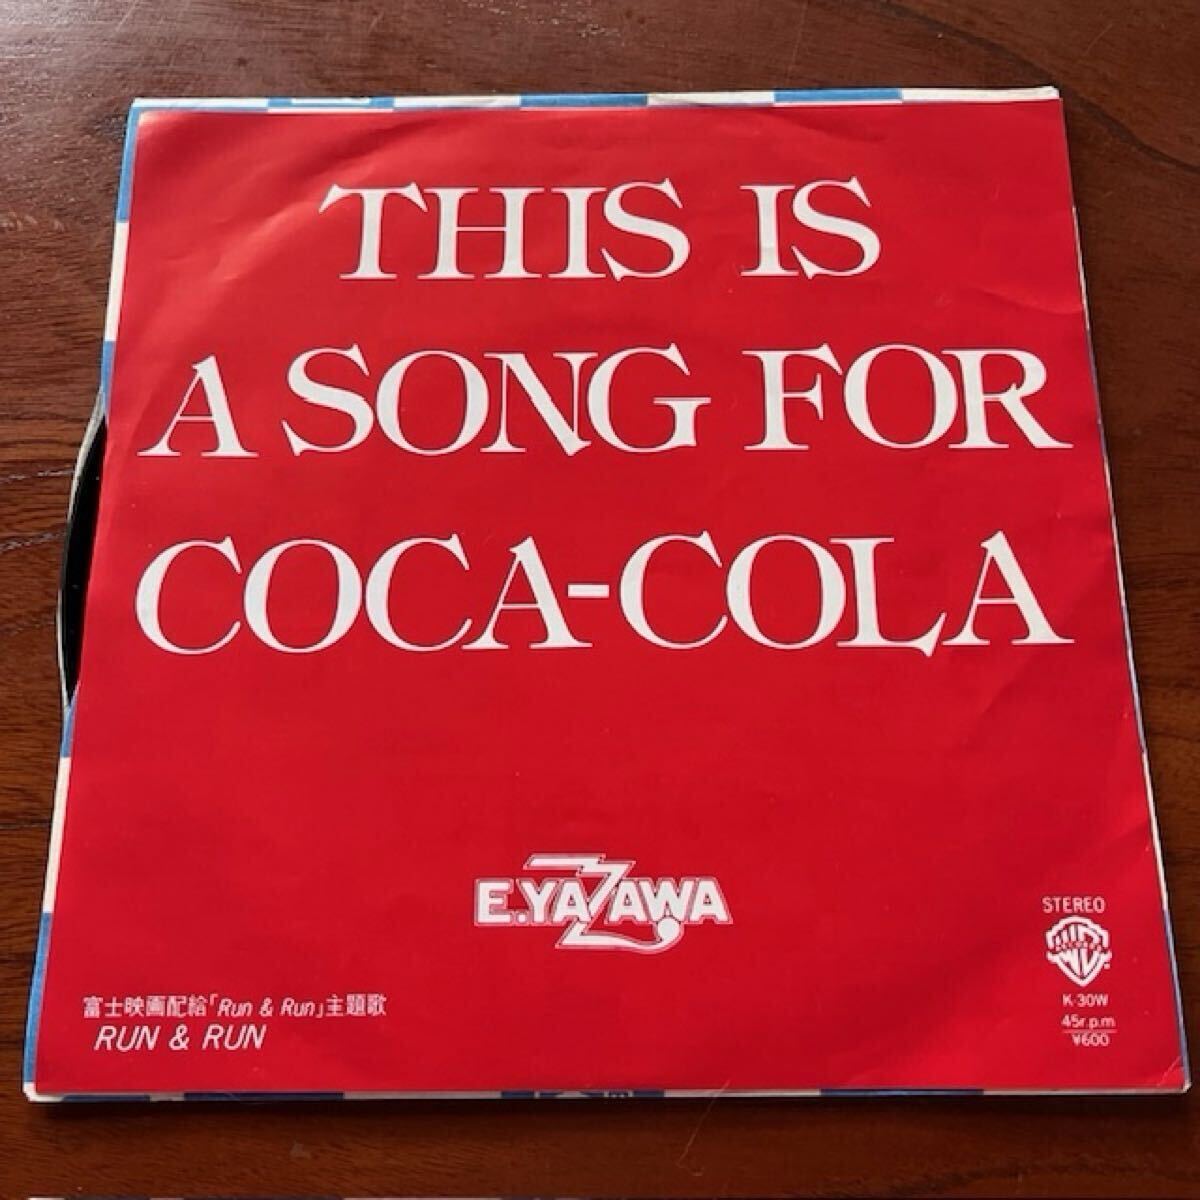 THIS IS
A SONG FOR
COCA-COLA
E.YAZAWA
富士映画配給「Run & Run」主題歌
RUN & RUN
STEREO
RECORDS
K-30W
45r.p.m
¥600